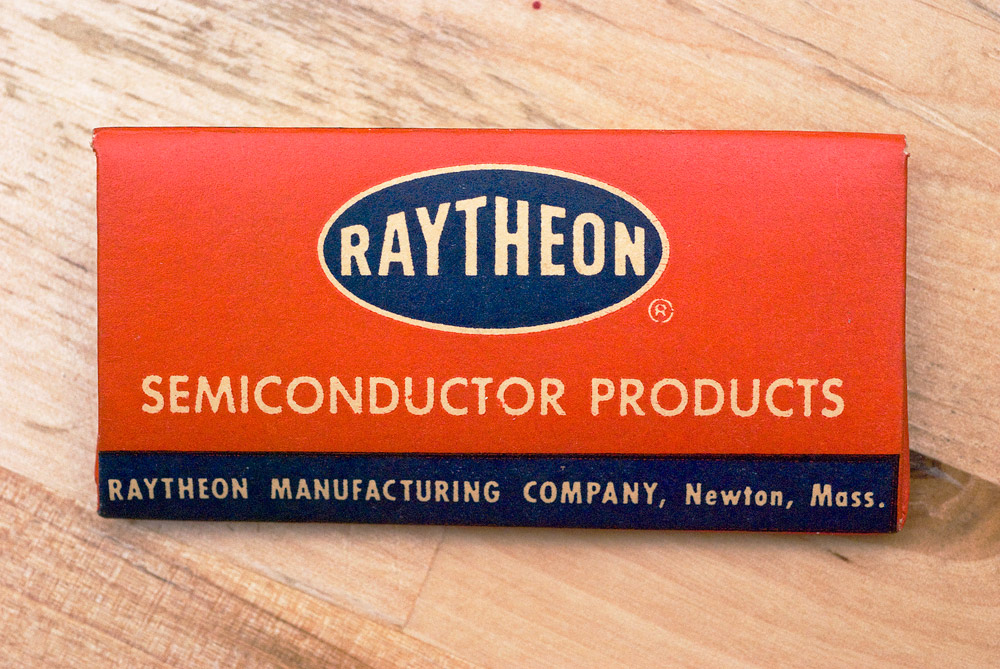 RAYTHEON
®
SEMICONDUCTOR PRODUCTS
RAYTHEON MANUFACTURING COMPANY, Newton, Mass.